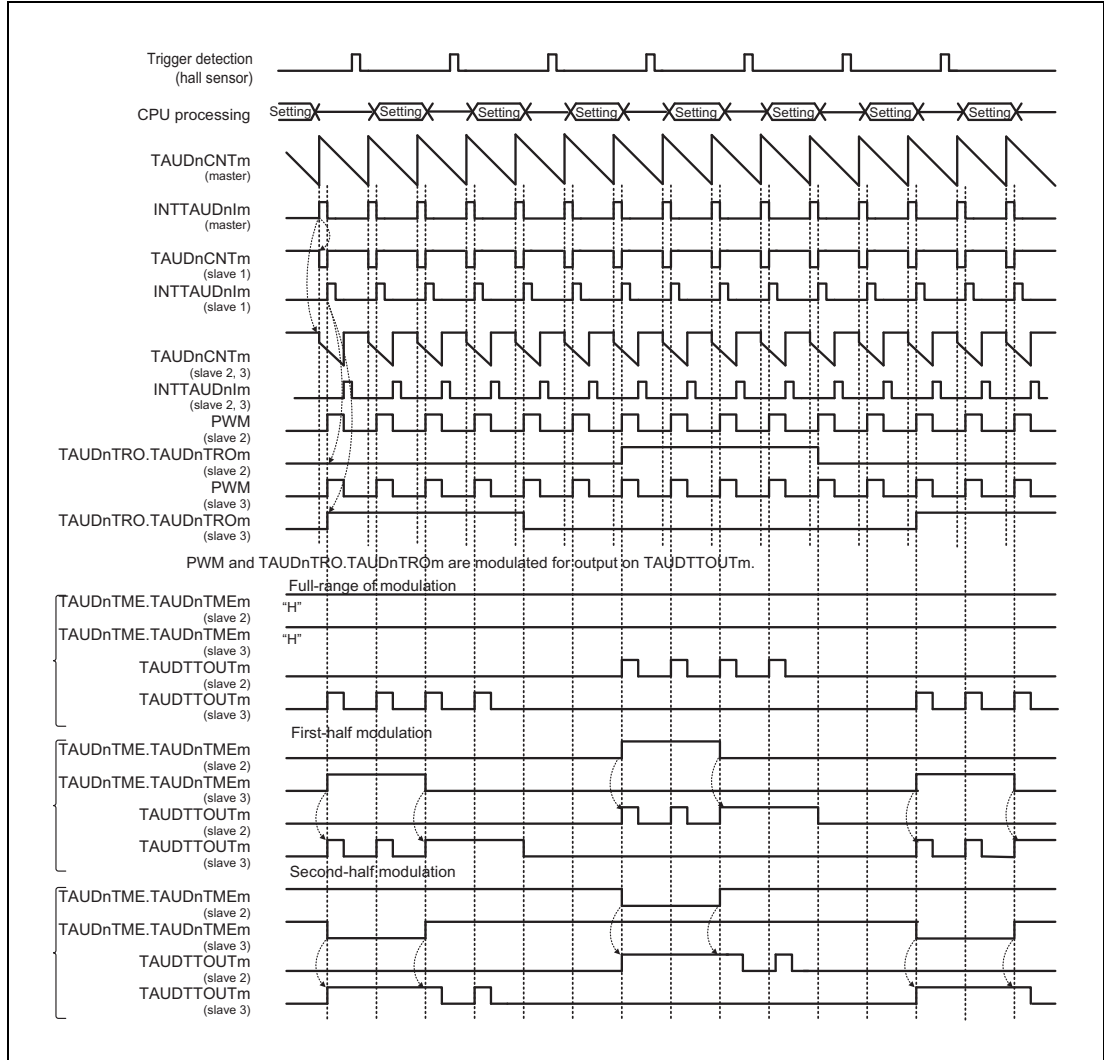 Trigger detection
(hall sensor)
CPU processing
Setting Setting Setting Setting Setting Setting Setting Setting
TAUDnCNTm
(master)
INTTAUDnIm
(master)
TAUDnCNTm
(slave 1)
INTTAUDnIm
(slave 1)
TAUDnCNTm
(slave 2, 3)
INTTAUDnIm
(slave 2, 3)
PWM
(slave 2)
TAUDnTRO.TAUDnTROm
(slave 2)
PWM
(slave 3)
TAUDnTRO.TAUDnTROm
(slave 3)
PWM and TAUDnTRO.TAUDnTROm are modulated for output on TAUDTTOUTm.
Full-range of modulation
TAUDnTME.TAUDnTMEm
(slave 2)
"H"
TAUDnTME.TAUDnTMEm
(slave 3)
"H"
TAUDTTOUTm
(slave 2)
TAUDTTOUTm
(slave 3)
First-half modulation
TAUDnTME.TAUDnTMEm
(slave 2)
TAUDnTME.TAUDnTMEm
(slave 3)
TAUDTTOUTm
(slave 2)
TAUDTTOUTm
(slave 3)
Second-half modulation
TAUDnTME.TAUDnTMEm
(slave 2)
TAUDnTME.TAUDnTMEm
(slave 3)
TAUDTTOUTm
(slave 2)
TAUDTTOUTm
(slave 3)